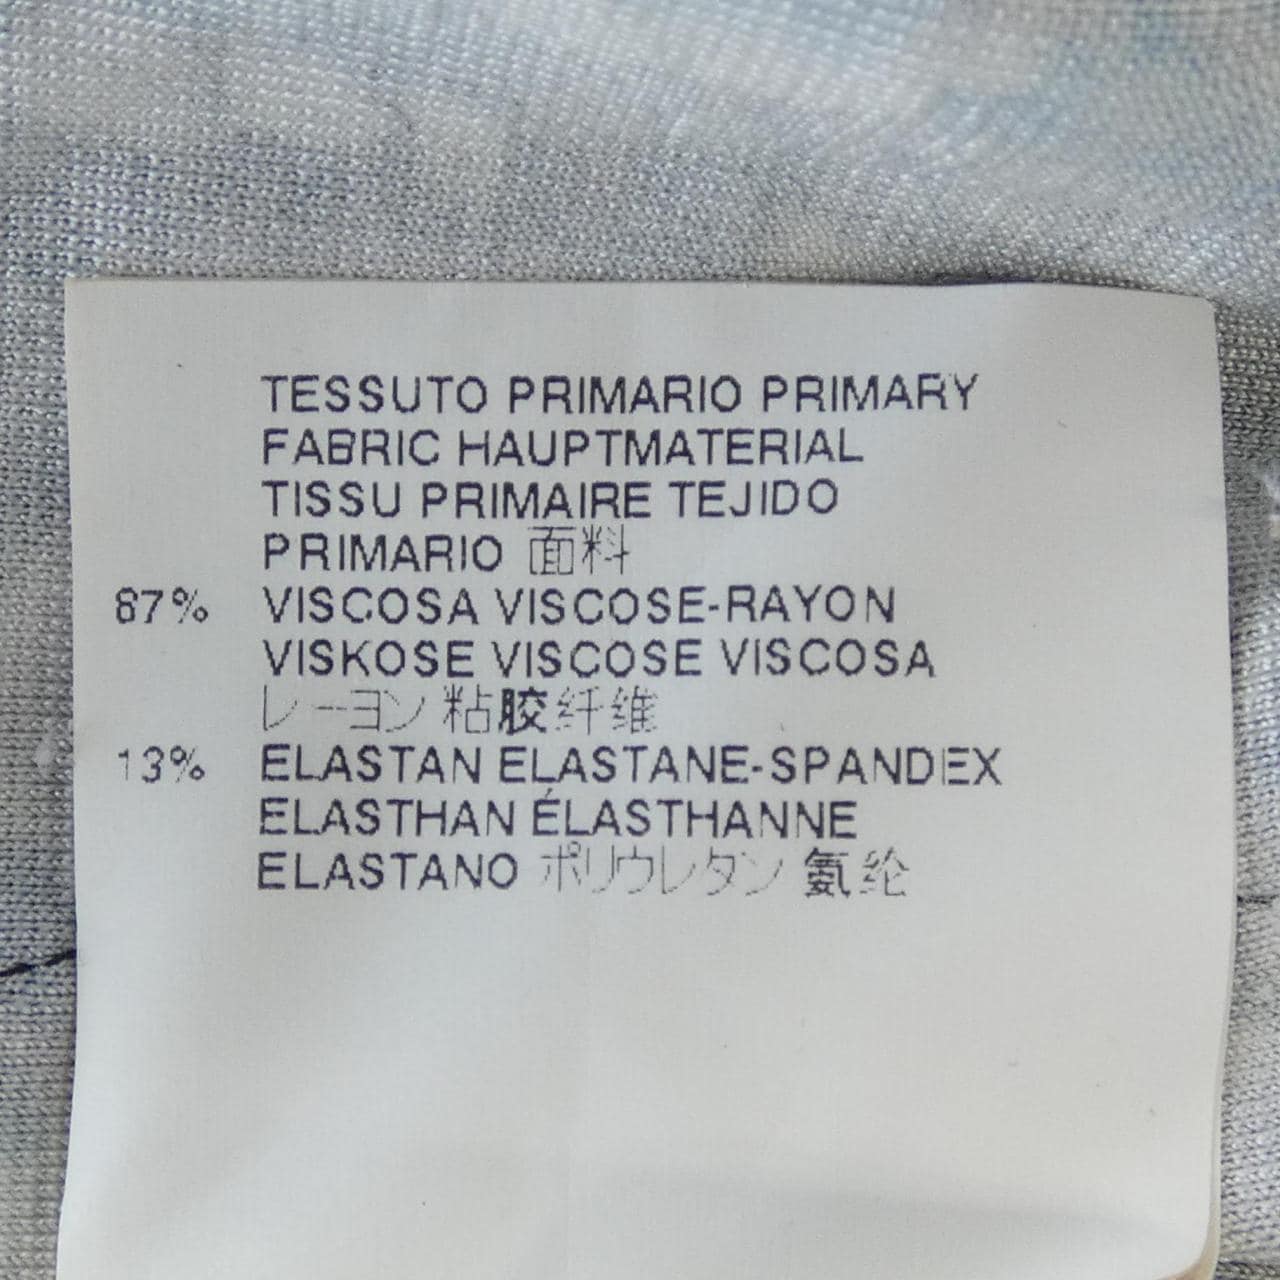 TESSUTO PRIMARIO PRIMARY
FABRIC HAUPTMATERIAL
TISSU PRIMAIRE TEJIDO
PRIMARIO 面料
87% VISCOSA VISCOSE-RAYON
VISKOSE VISCOSE VISCOSA
レーヨン 粘胶纤维
13% ELASTAN ELASTANE-SPANDEX
ELASTHAN ÉLASTHANNE
ELASTANO ポリウレタン 氨纶